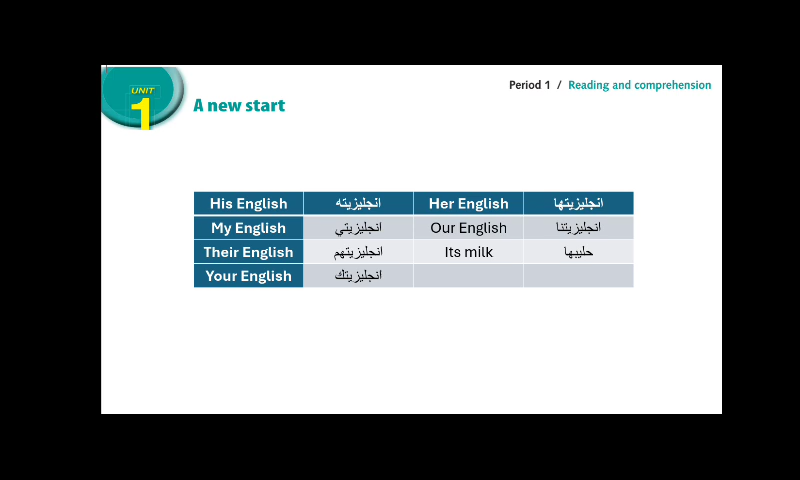 UNIT
1
A new start
Period 1 / Reading and comprehension
His English انجليزيته Her English انجليزيتها
My English انجليزيتي Our English انجليزيتنا
Their English انجليزيتهم Its milk حليبها
Your English انجليزيتك